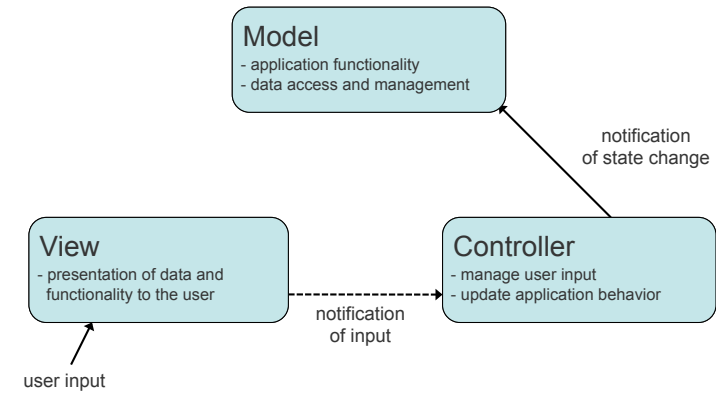 Model
- application functionality
- data access and management
notification
of state change
View
- presentation of data and
functionality to the user
Controller
- manage user input
- update application behavior
notification
of input
user input